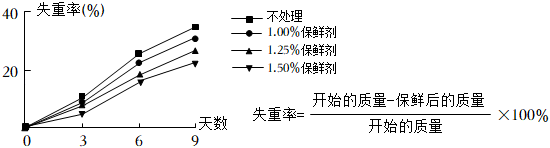 失重率(%)
40
20
0 3 6 9 天数
不处理
1.00%保鲜剂
1.25%保鲜剂
1.50%保鲜剂
失重率=开始的质量-保鲜后的质量/开始的质量×100%